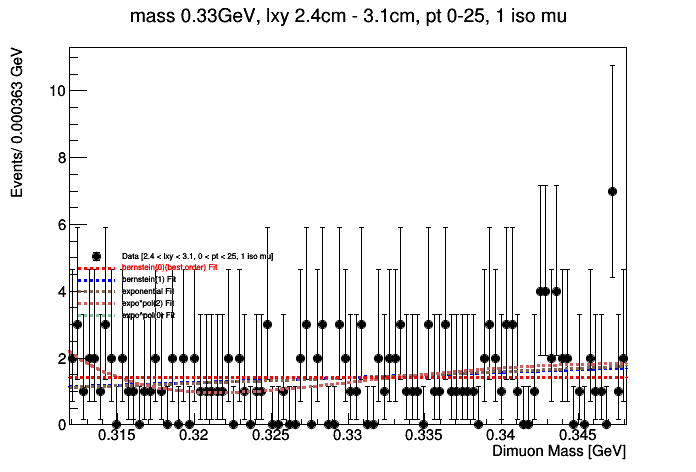 mass 0.33GeV, lxy 2.4cm - 3.1cm, pt 0-25, 1 iso mu
Events/ 0.000363 GeV
10
8
6
4
2
0
Data [2.4 < lxy < 3.1, 0 < pt < 25, 1 iso mu]
bernstein(0)(best order) Fit
bernstein(1) Fit
exponential Fit
expo*pol(2) Fit
expo*pol(0) Fit
0.315 0.32 0.325 0.33 0.335 0.34 0.345
Dimuon Mass [GeV]